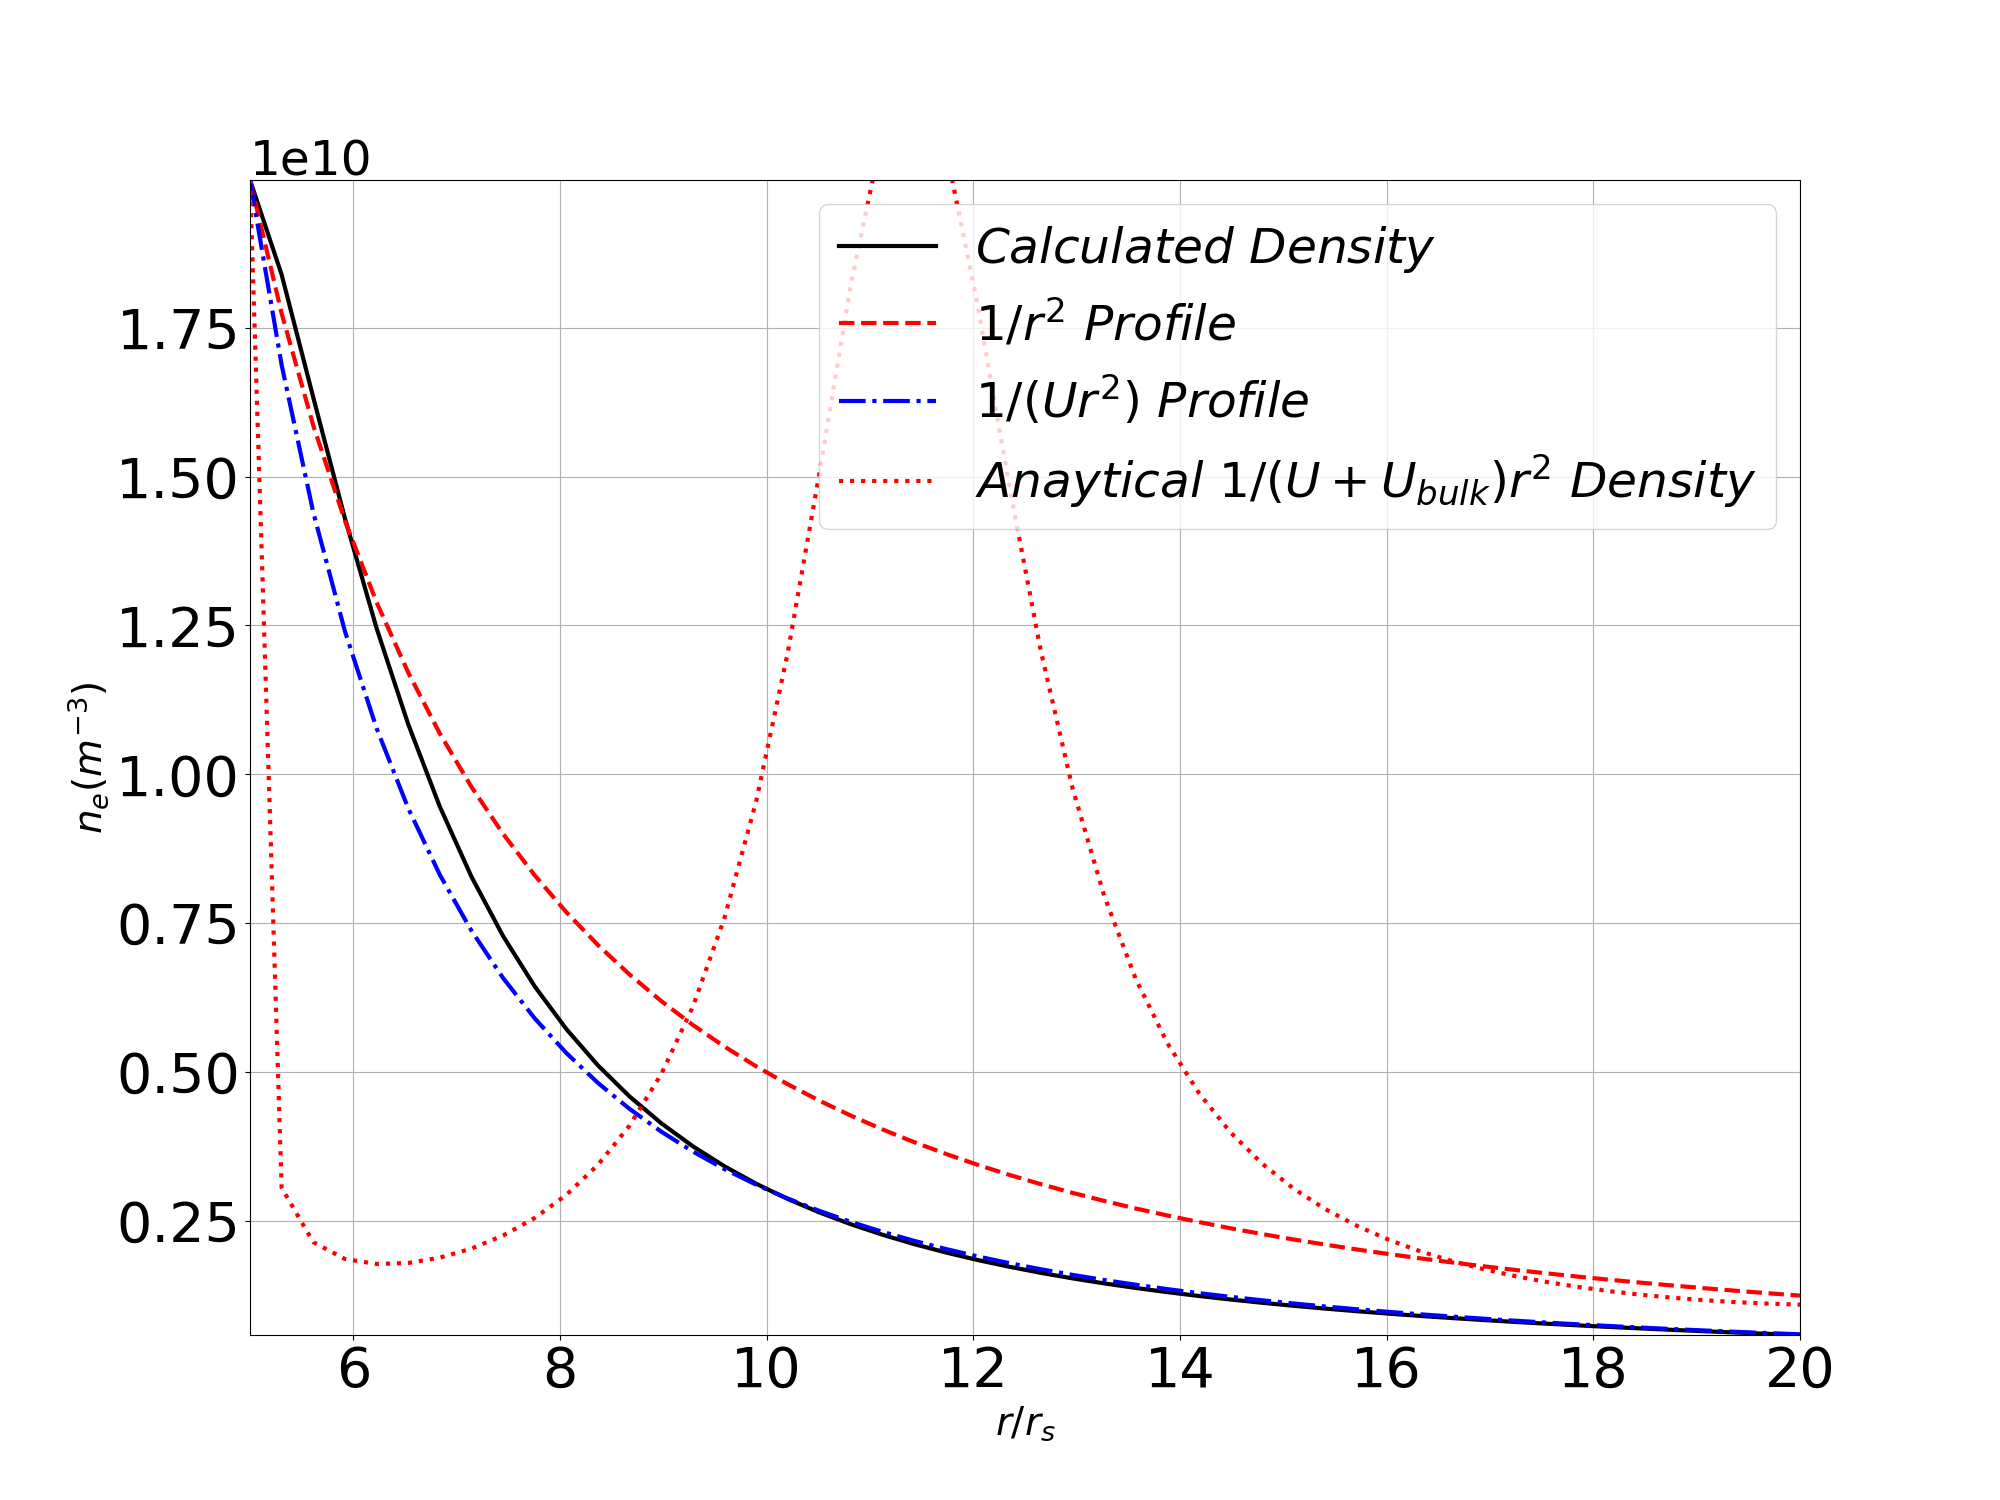 1e10
Calculated Density
1/r² Profile
1/(Ur²) Profile
Anaytical 1/(U + U_{bulk})r² Density
1.75
1.50
1.25
1.00
0.75
0.50
0.25
n_e(m⁻³)
6 8 10 12 14 16 18 20
r/r_s